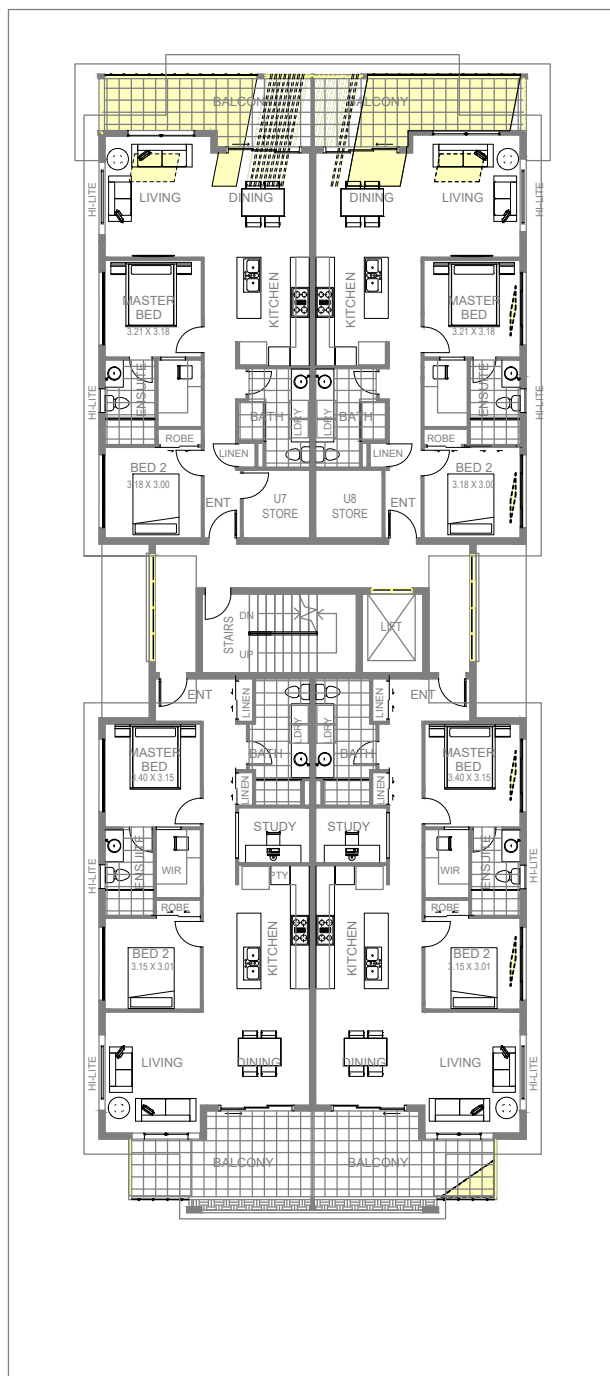 BALCONY
BALCONY
HI-LITE
LIVING
DINING
DINING
LIVING
HI-LITE
KITCHEN
KITCHEN
MASTER
BED
3.21 X 3.18
MASTER
BED
3.21 X 3.18
HI-LITE
ENSUITE
ENSUITE
HI-LITE
BATH
LDRY
LDRY
BATH
ROBE
ROBE
LINEN
LINEN
BED 2
3.18 X 3.00
BED 2
3.18 X 3.00
ENT
U7
STORE
U8
STORE
ENT
STAIRS
DN
UP
LIFT
ENT
ENT
LINEN
LINEN
LDRY
LDRY
BATH
BATH
MASTER
BED
3.40 X 3.15
MASTER
BED
3.40 X 3.15
LINEN
LINEN
STUDY
STUDY
HI-LITE
ENSUITE
WIR
PTY
WIR
ENSUITE
HI-LITE
ROBE
ROBE
KITCHEN
KITCHEN
BED 2
3.15 X 3.01
BED 2
3.15 X 3.01
HI-LITE
LIVING
DINING
DINING
LIVING
HI-LITE
BALCONY
BALCONY